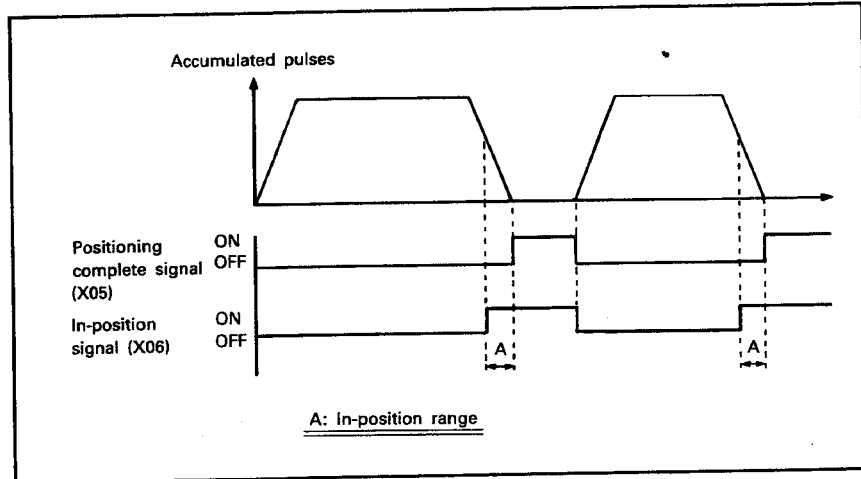 Accumulated pulses
Positioning
complete signal
(X05)
ON
OFF
In-position
signal (X06)
ON
OFF
A
A
A: In-position range